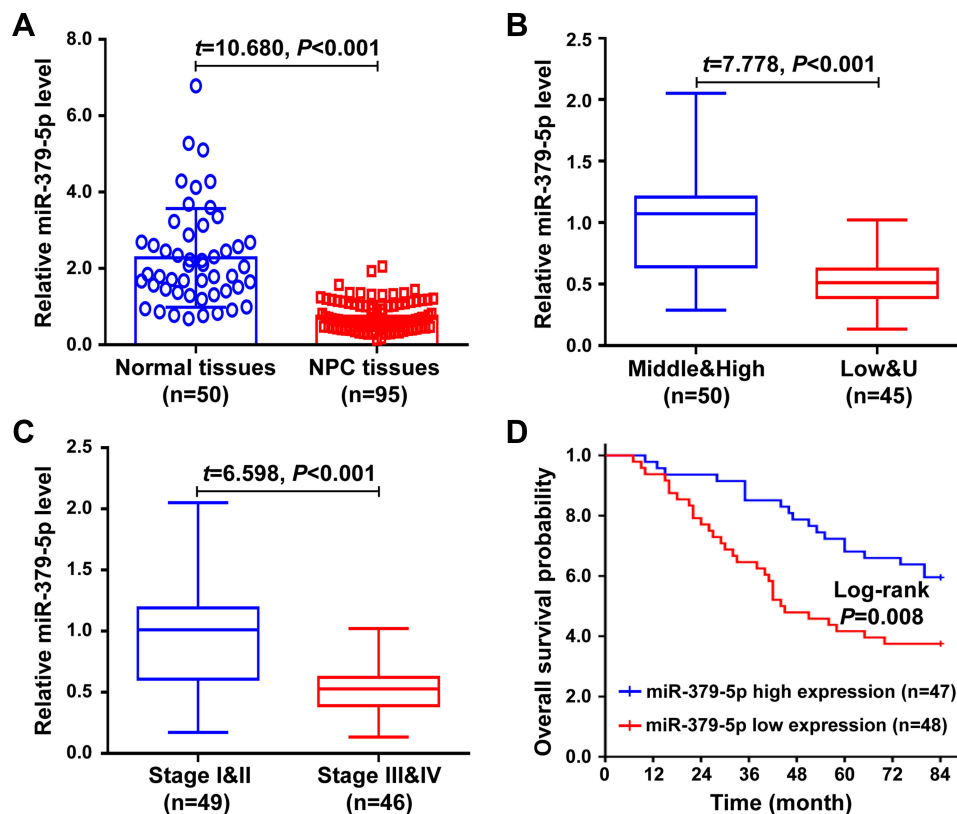 A
Relative miR-379-5p level
8.0
6.0
4.0
2.0
0.0
t=10.680, P<0.001
Normal tissues
(n=50)
NPC tissues
(n=95)
B
Relative miR-379-5p level
2.5
2.0
1.5
1.0
0.5
0.0
t=7.778, P<0.001
Middle&High
(n=50)
Low&U
(n=45)
C
Relative miR-379-5p level
2.5
2.0
1.5
1.0
0.5
0.0
t=6.598, P<0.001
Stage I&II
(n=49)
Stage III&IV
(n=46)
D
Overall survival probability
1.0
8.0
6.0
4.0
2.0
0.0
Log-rank
P=0.008
miR-379-5p high expression (n=47)
miR-379-5p low expression (n=48)
0 12 24 36 48 60 72 84
Time (month)